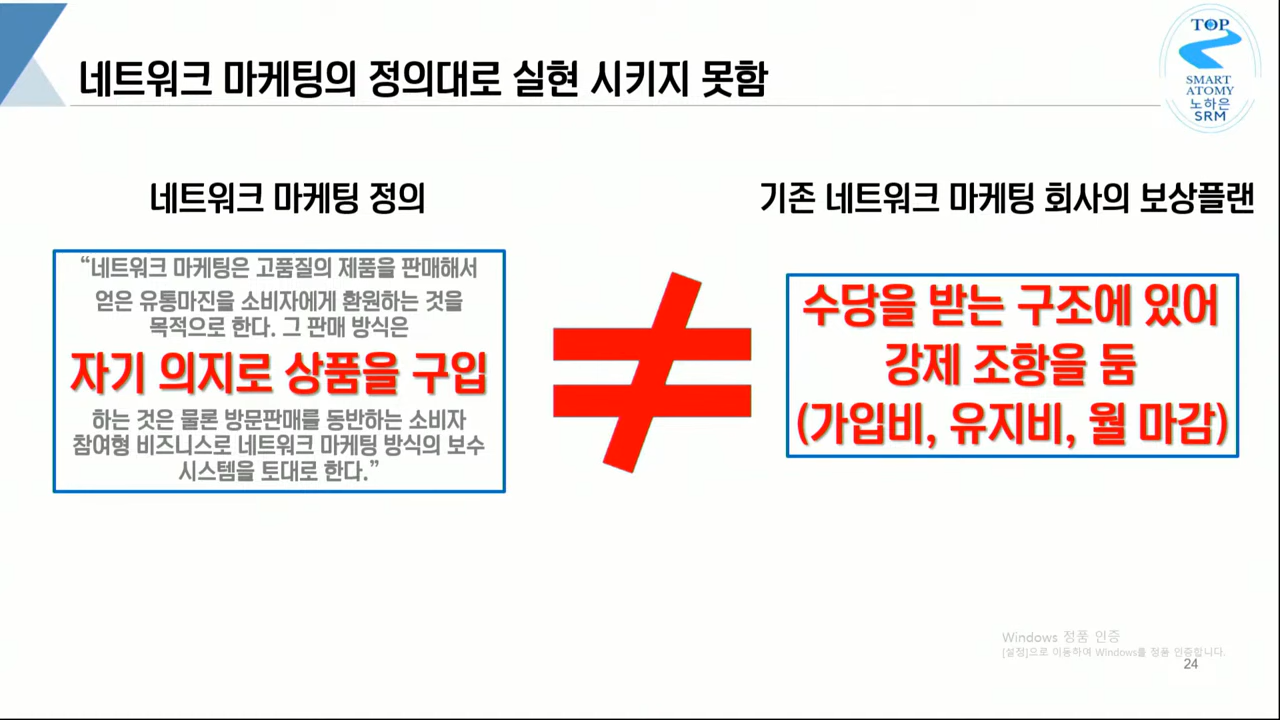 네트워크 마케팅의 정의대로 실현 시키지 못함
TOP
SMART
ATOMY
노하은
SRM
네트워크 마케팅 정의
“네트워크 마케팅은 고품질의 제품을 판매해서
얻은 유통마진을 소비자에게 환원하는 것을
목적으로 한다. 그 판매 방식은
자기 의지로 상품을 구입
하는 것은 물론 방문판매를 동반하는 소비자
참여형 비즈니스로 네트워크 마케팅 방식의 보수
시스템을 토대로 한다.”
≠
기존 네트워크 마케팅 회사의 보상플랜
수당을 받는 구조에 있어
강제 조항을 둠
(가입비, 유지비, 월 마감)
Windows 정품 인증
[설정]으로 이동하여 Windows를 정품 인증합니다.
24